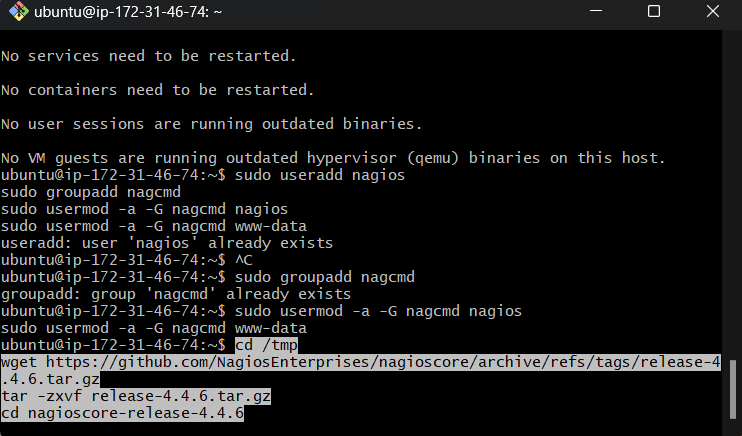 ubuntu@ip-172-31-46-74: ~
No services need to be restarted.
No containers need to be restarted.
No user sessions are running outdated binaries.
No VM guests are running outdated hypervisor (qemu) binaries on this host.
ubuntu@ip-172-31-46-74:~$ sudo useradd nagios
sudo groupadd nagcmd
sudo usermod -a -G nagcmd nagios
sudo usermod -a -G nagcmd www-data
useradd: user 'nagios' already exists
ubuntu@ip-172-31-46-74:~$ ^C
ubuntu@ip-172-31-46-74:~$ sudo groupadd nagcmd
groupadd: group 'nagcmd' already exists
ubuntu@ip-172-31-46-74:~$ sudo usermod -a -G nagcmd nagios
sudo usermod -a -G nagcmd www-data
ubuntu@ip-172-31-46-74:~$ cd /tmp
wget https://github.com/NagiosEnterprises/nagioscore/archive/refs/tags/release-4
.4.6.tar.gz
tar -zxvf release-4.4.6.tar.gz
cd nagioscore-release-4.4.6